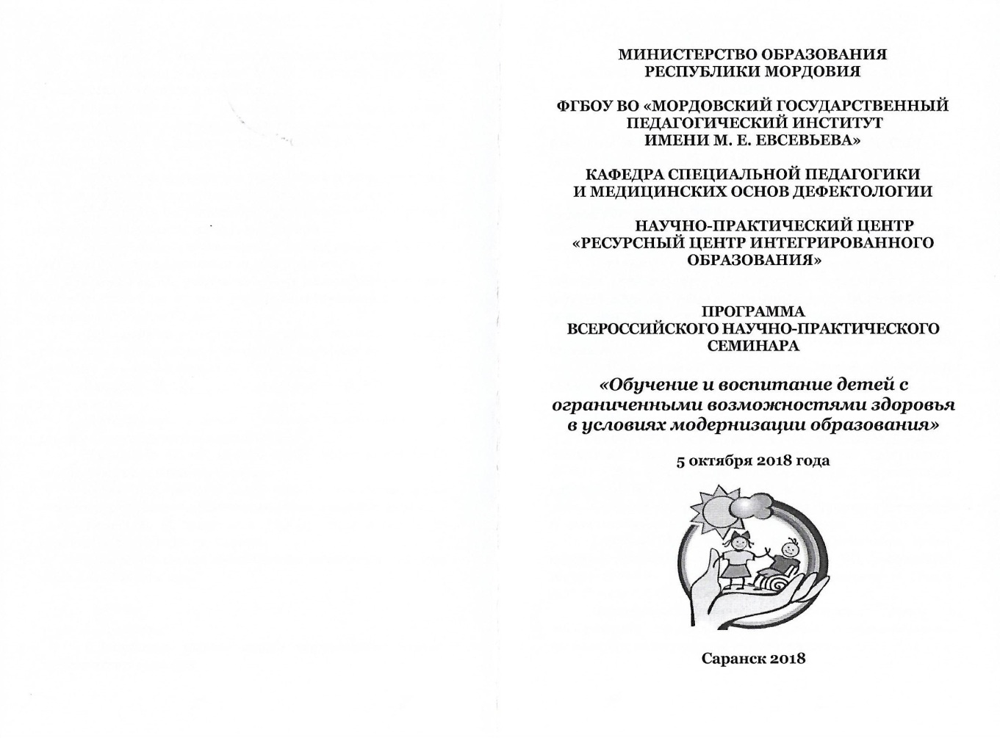 МИНИСТЕРСТВО ОБРАЗОВАНИЯ
РЕСПУБЛИКИ МОРДОВИЯ
ФГБОУ ВО «МОРДОВСКИЙ ГОСУДАРСТВЕННЫЙ
ПЕДАГОГИЧЕСКИЙ ИНСТИТУТ
ИМЕНИ М. Е. ЕВСЕВЬЕВА»
КАФЕДРА СПЕЦИАЛЬНОЙ ПЕДАГОГИКИ
И МЕДИЦИНСКИХ ОСНОВ ДЕФЕКТОЛОГИИ
НАУЧНО-ПРАКТИЧЕСКИЙ ЦЕНТР
«РЕСУРСНЫЙ ЦЕНТР ИНТЕГРИРОВАННОГО
ОБРАЗОВАНИЯ»
ПРОГРАММА
ВСЕРОССИЙСКОГО НАУЧНО-ПРАКТИЧЕСКОГО
СЕМИНАРА
«Обучение и воспитание детей с
ограниченными возможностями здоровья
в условиях модернизации образования»
5 октября 2018 года
Саранск 2018